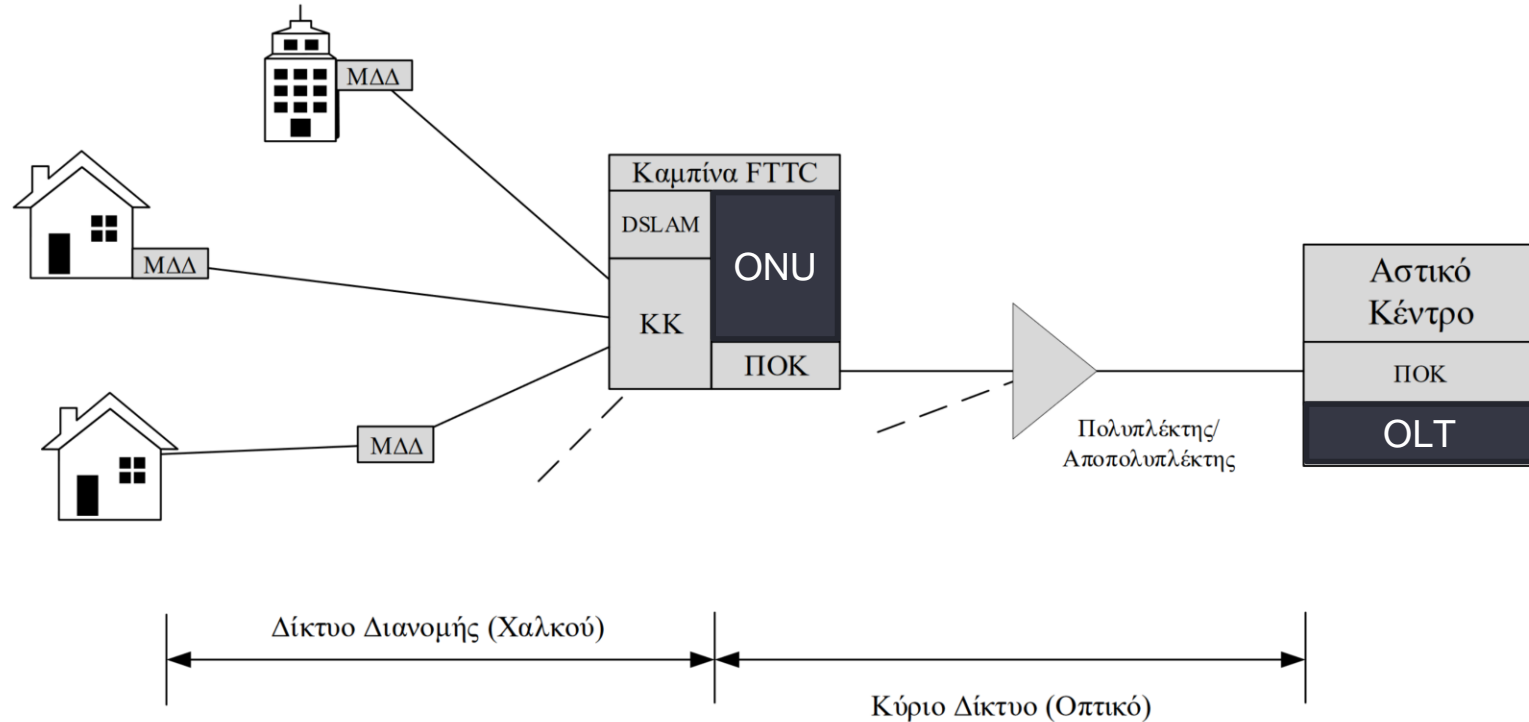 ΜΔΔ
Καμπίνα FTTC
DSLAM
ONU
ΜΔΔ
Αστικό
Κέντρο
ΚΚ
ΠΟΚ
ΠΟΚ
ΜΔΔ
Πολυπλέκτης/
Αποπολυπλέκτης
OLT
Δίκτυο Διανομής (Χαλκού)
Κύριο Δίκτυο (Οπτικό)